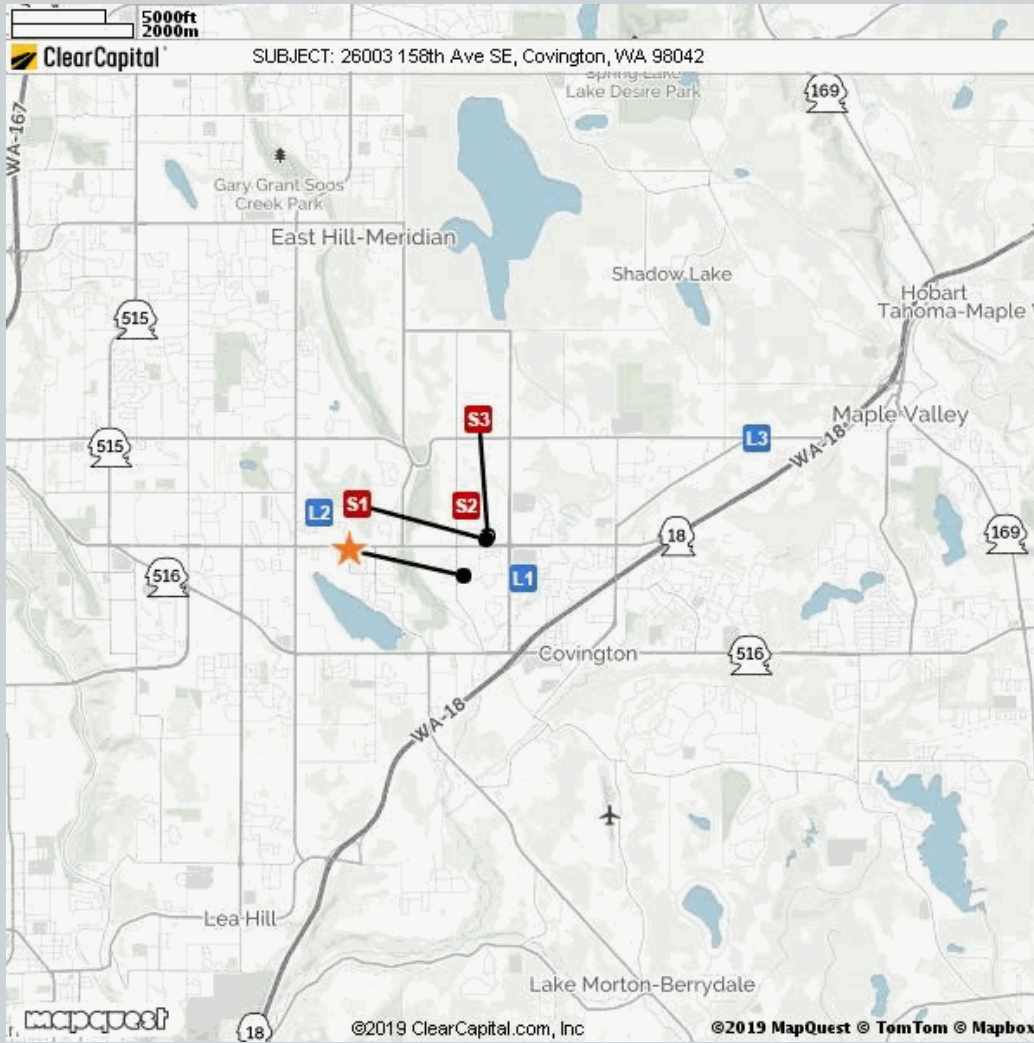 5000ft
2000m
ClearCapital
SUBJECT: 26003 158th Ave SE, Covington, WA 98042
Spring Lake
Lake Desire Park
169
WA-167
Gary Grant Soos
Creek Park
East Hill-Meridian
Shadow Lake
Hobart
Tahoma-Maple
515
Maple Valley
S3
L3
515
WA-18
S1
S2
L2
18
169
516
L1
Covington
516
WA-18
Lea Hill
Lake Morton-Berrydale
mapquest
18
©2019 ClearCapital.com, Inc
©2019 MapQuest © TomTom © Mapbox